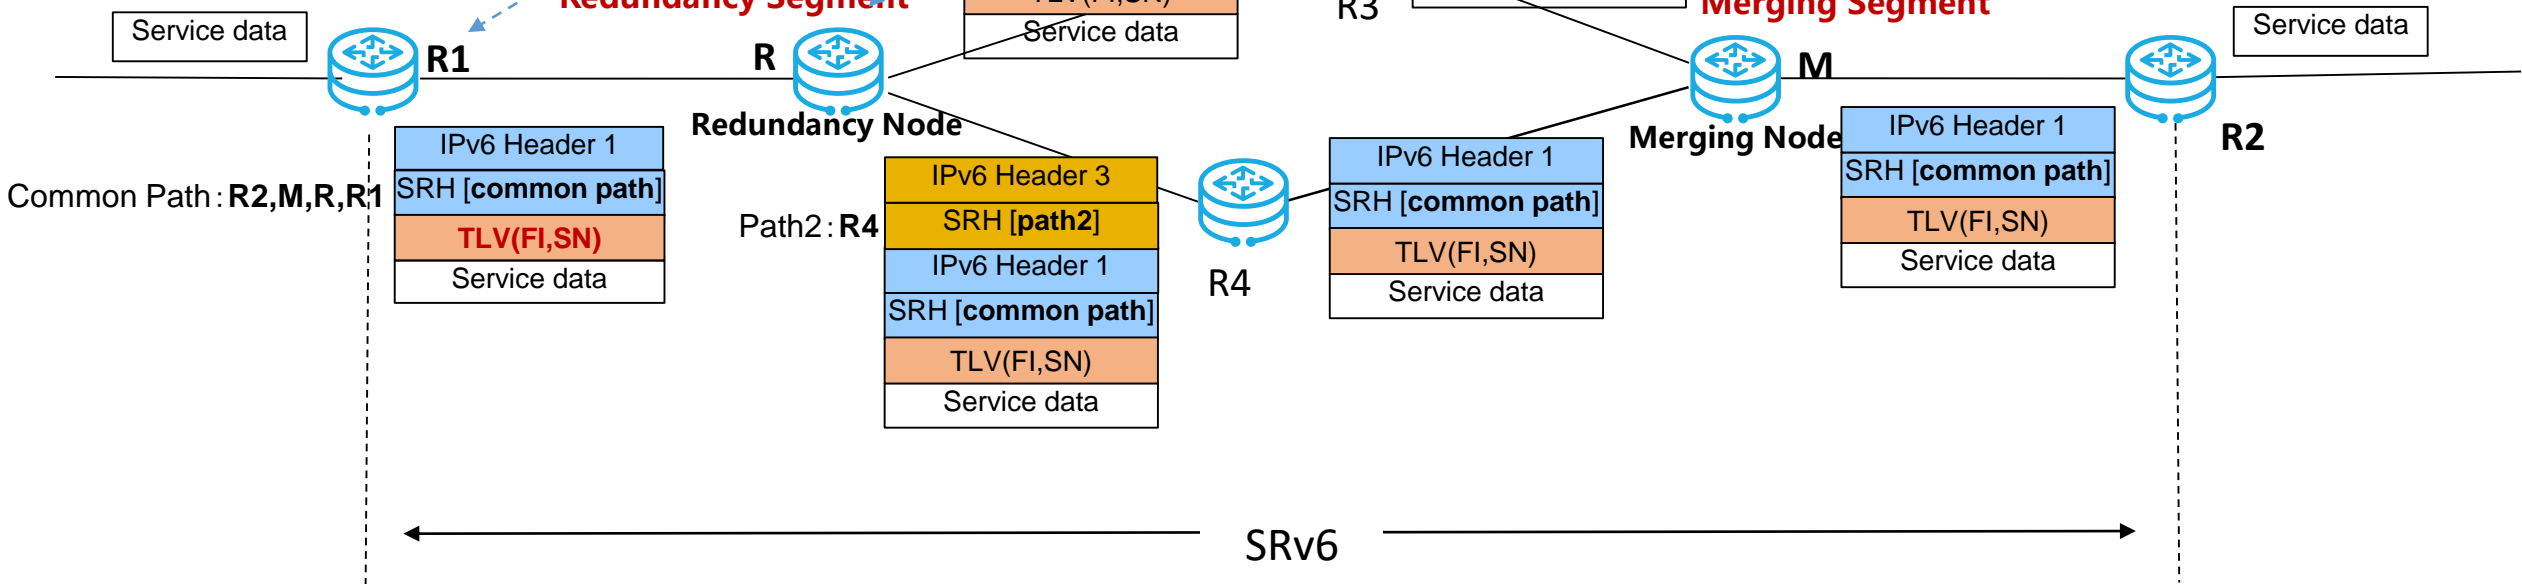 Redundancy Segment
TLV(FI,SN)
R3
Merging Segment
Service data
R1
R
Service data
M
R2
Service data
Redundancy Node
Merging Node
Common Path：R2,M,R,R1
IPv6 Header 1
SRH [common path]
TLV(FI,SN)
Service data
Path2：R4
IPv6 Header 3
SRH [path2]
IPv6 Header 1
SRH [common path]
TLV(FI,SN)
Service data
R4
IPv6 Header 1
SRH [common path]
TLV(FI,SN)
Service data
IPv6 Header 1
SRH [common path]
TLV(FI,SN)
Service data
SRv6